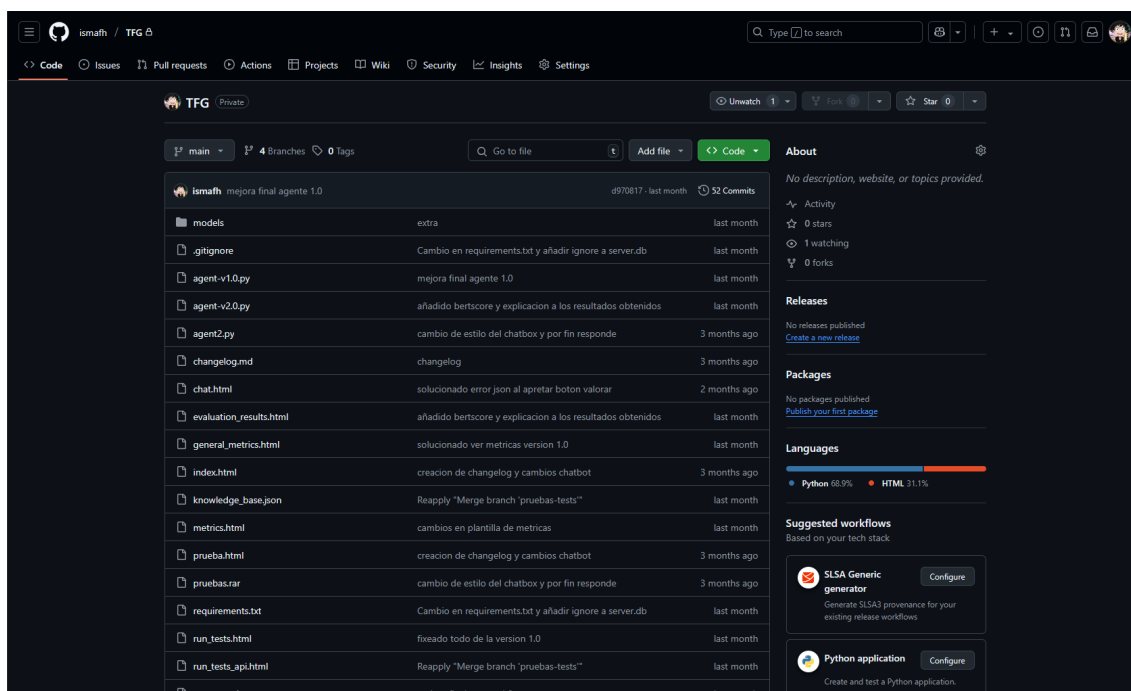 ismafh / TFG
Type / to search
Code Issues Pull requests Actions Projects Wiki Security Insights Settings
TFG Private
Unwatch 1 Fork 0 Star 0
main 4 Branches 0 Tags Go to file t Add file Code
ismafh mejora final agente 1.0 d970817 · last month 52 Commits
models extra last month
.gitignore Cambio en requirements.txt y añadir ignore a server.db last month
agent-v1.0.py mejora final agente 1.0 last month
agent-v2.0.py añadido bertscore y explicacion a los resultados obtenidos last month
agent2.py cambio de estilo del chatbox y por fin responde 3 months ago
changelog.md changelog 3 months ago
chat.html solucionado error json al apretar boton valorar 2 months ago
evaluation_results.html añadido bertscore y explicacion a los resultados obtenidos last month
general_metrics.html solucionado ver metricas version 1.0 last month
index.html creacion de changelog y cambios chatbot 3 months ago
knowledge_base.json Reapply "Merge branch 'pruebas-tests'" last month
metrics.html cambios en plantilla de metricas last month
prueba.html creacion de changelog y cambios chatbot 3 months ago
pruebas.rar cambio de estilo del chatbox y por fin responde 3 months ago
requirements.txt Cambio en requirements.txt y añadir ignore a server.db last month
run_tests.html fixeado todo de la version 1.0 last month
run_tests_api.html Reapply "Merge branch 'pruebas-tests'" last month
About
No description, website, or topics provided.
Activity
0 stars
1 watching
0 forks
Releases
No releases published
Create a new release
Packages
No packages published
Publish your first package
Languages
Python 68.9% HTML 31.1%
Suggested workflows
Based on your tech stack
SLSA Generic
generator
Configure
Generate SLSA3 provenance for your
existing release workflows
Python application
Configure
Create and test a Python application.